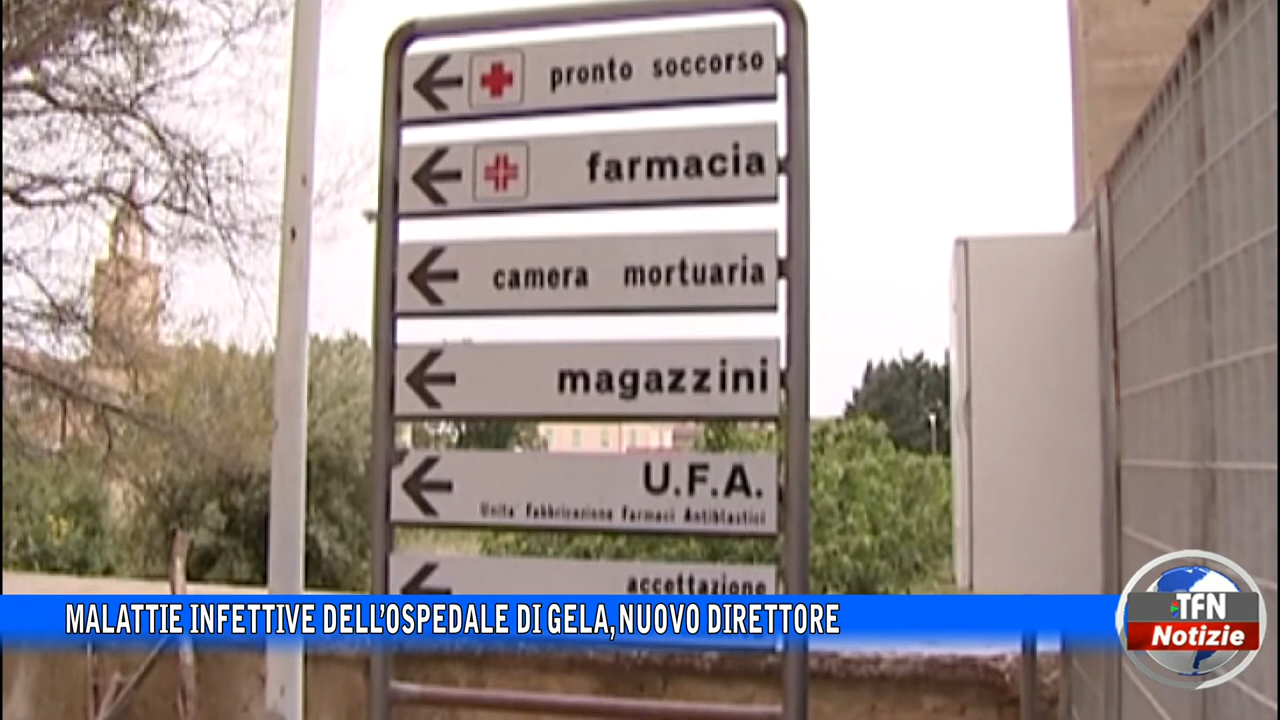 pronto soccorso
farmacia
camera mortuaria
magazzini
U.F.A.
Unita' Fabbricazione Farmaci Antiblastici
accettazione
MALATTIE INFETTIVE DELL'OSPEDALE DI GELA, NUOVO DIRETTORE
TFN
Notizie